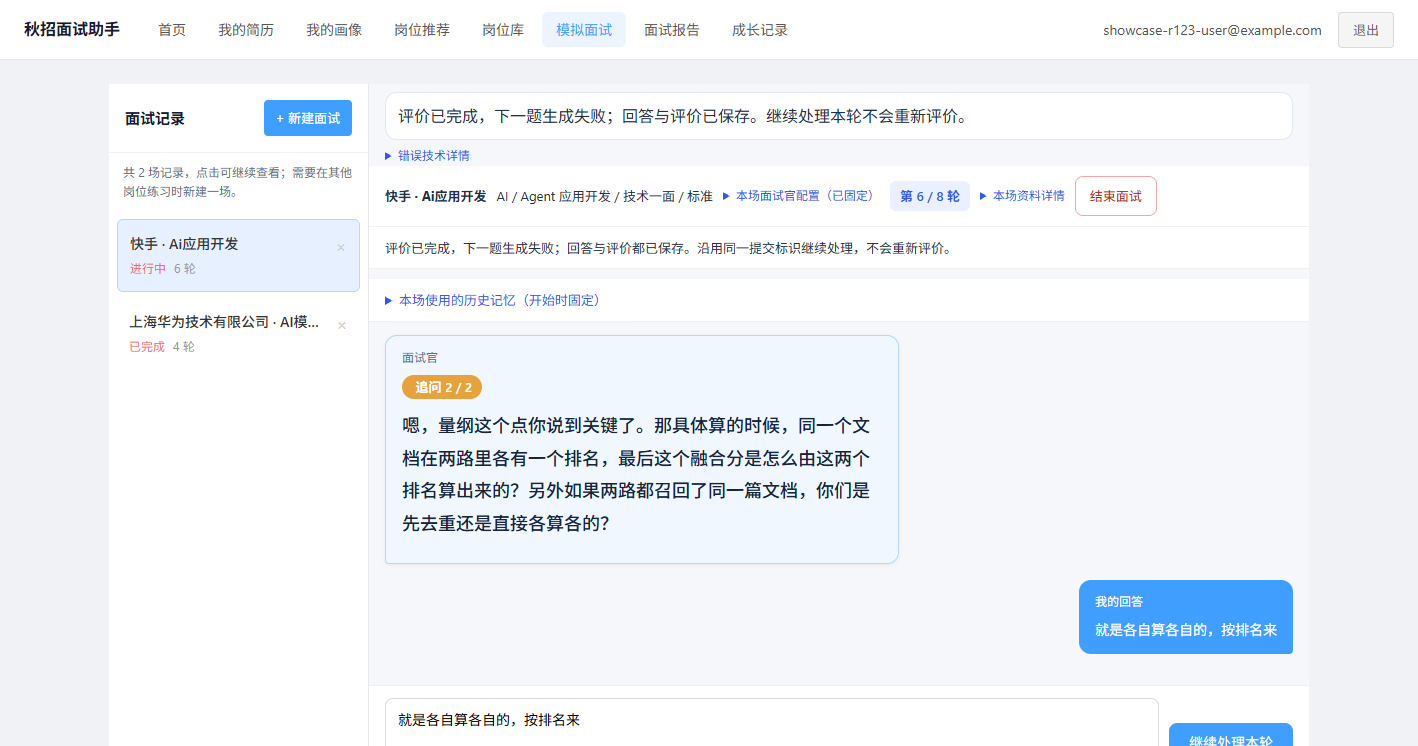 秋招面试助手 首页 我的简历 我的画像 岗位推荐 岗位库 模拟面试 面试报告 成长记录 showcase-r123-user@example.com 退出
面试记录 + 新建面试
共 2 场记录，点击可继续查看；需要在其他
岗位练习时新建一场。
快手 · Ai应用开发 ×
进行中 6 轮
上海华为技术有限公司 · AI模... ×
已完成 4 轮
评价已完成，下一题生成失败；回答与评价已保存。继续处理本轮不会重新评价。
错误技术详情
快手 · Ai应用开发 AI / Agent 应用开发 / 技术一面 / 标准 本场面试官配置（已固定） 第 6 / 8 轮 本场资料详情 结束面试
评价已完成，下一题生成失败；回答与评价都已保存。沿用同一提交标识继续处理，不会重新评价。
本场使用的历史记忆（开始时固定）
面试官
追问 2 / 2
嗯，量纲这个点你说到关键了。那具体算的时候，同一个文
档在两路里各有一个排名，最后这个融合分是怎么由这两个
排名算出来的？另外如果两路都召回了同一篇文档，你们是
先去重还是直接各算各的？
我的回答
就是各自算各自的，按排名来
就是各自算各自的，按排名来
继续处理本轮